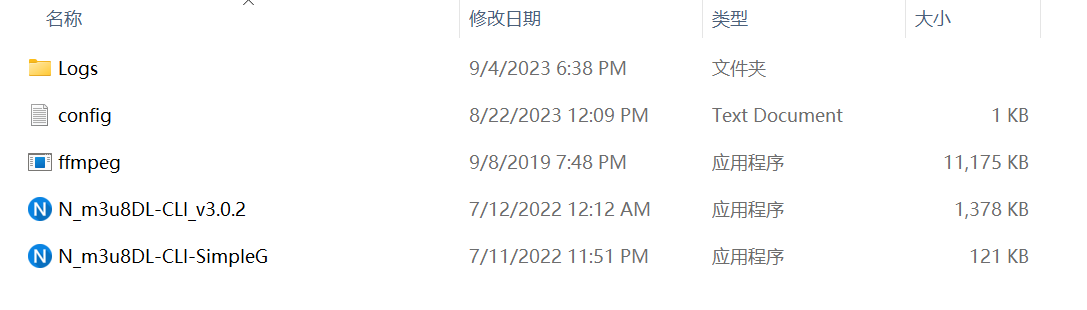 名称 修改日期 类型 大小
Logs 9/4/2023 6:38 PM 文件夹
config 8/22/2023 12:09 PM Text Document 1 KB
ffmpeg 9/8/2019 7:48 PM 应用程序 11,175 KB
N_m3u8DL-CLI_v3.0.2 7/12/2022 12:12 AM 应用程序 1,378 KB
N_m3u8DL-CLI-SimpleG 7/11/2022 11:51 PM 应用程序 121 KB